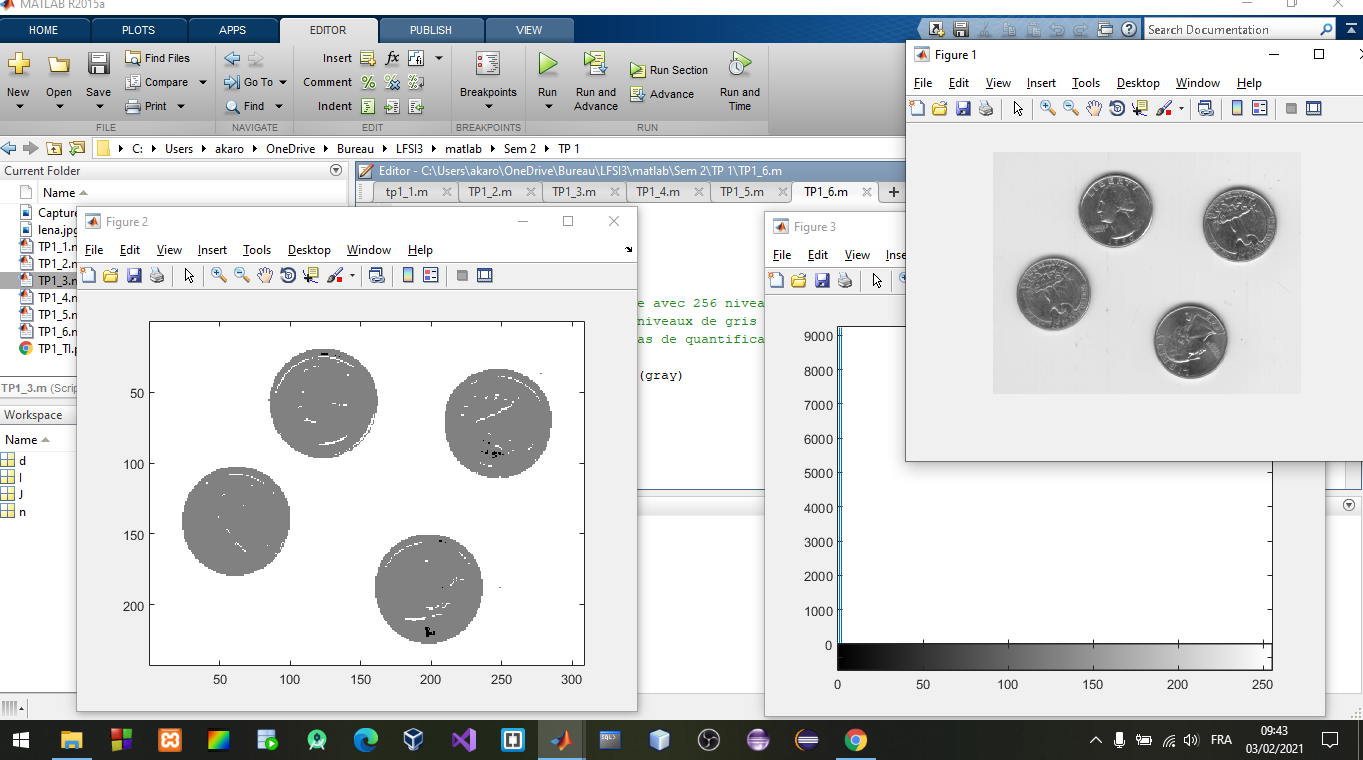 MATLAB R2015a
HOME PLOTS APPS EDITOR PUBLISH VIEW
Search Documentation
New Open Save Find Files Compare Print
Go To Find
Insert Comment Indent
Breakpoints
Run Run and Advance Run Section Advance Run and Time
FILE NAVIGATE EDIT BREAKPOINTS RUN
C: Users akaro OneDrive Bureau LFSI3 matlab Sem 2 TP 1
Current Folder
Name
Capture
lena.jpg
TP1_1.m
TP1_2.m
TP1_3.m
TP1_4.m
TP1_5.m
TP1_6.m
TP1_TI.p
TP1_3.m (Scrip
Workspace
Name
d
I
J
n
Editor - C:\Users\akaro\OneDrive\Bureau\LFSI3\matlab\Sem 2\TP 1\TP1_6.m
tp1_1.m TP1_2.m TP1_3.m TP1_4.m TP1_5.m TP1_6.m
e avec 256 nivea
niveaux de gris
as de quantifica
(gray)
Figure 2
File Edit View Insert Tools Desktop Window Help
50
100
150
200
50 100 150 200 250 300
Figure 3
File Edit View Inse
9000
8000
7000
6000
5000
4000
3000
2000
1000
0
0 50 100 150 200 250
Figure 1
File Edit View Insert Tools Desktop Window Help
LIBERTY
FRA
09:43
03/02/2021